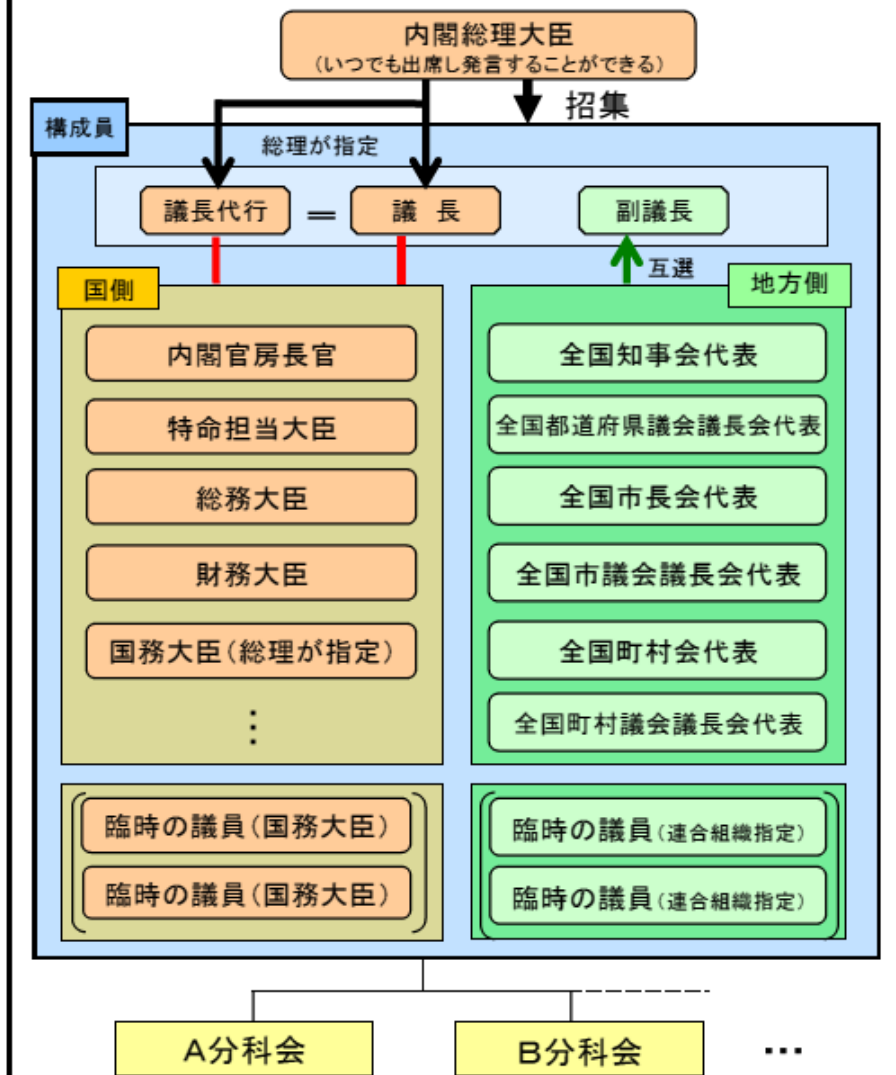 内閣総理大臣
(いつでも出席し発言することができる)
招集
構成員
総理が指定
議長代行 = 議 長
副議長
互選
国側
内閣官房長官
特命担当大臣
総務大臣
財務大臣
国務大臣(総理が指定)
⋮
臨時の議員(国務大臣)
臨時の議員(国務大臣)
地方側
全国知事会代表
全国都道府県議会議長会代表
全国市長会代表
全国市議会議長会代表
全国町村会代表
全国町村議会議長会代表
臨時の議員(連合組織指定)
臨時の議員(連合組織指定)
A分科会
B分科会
…